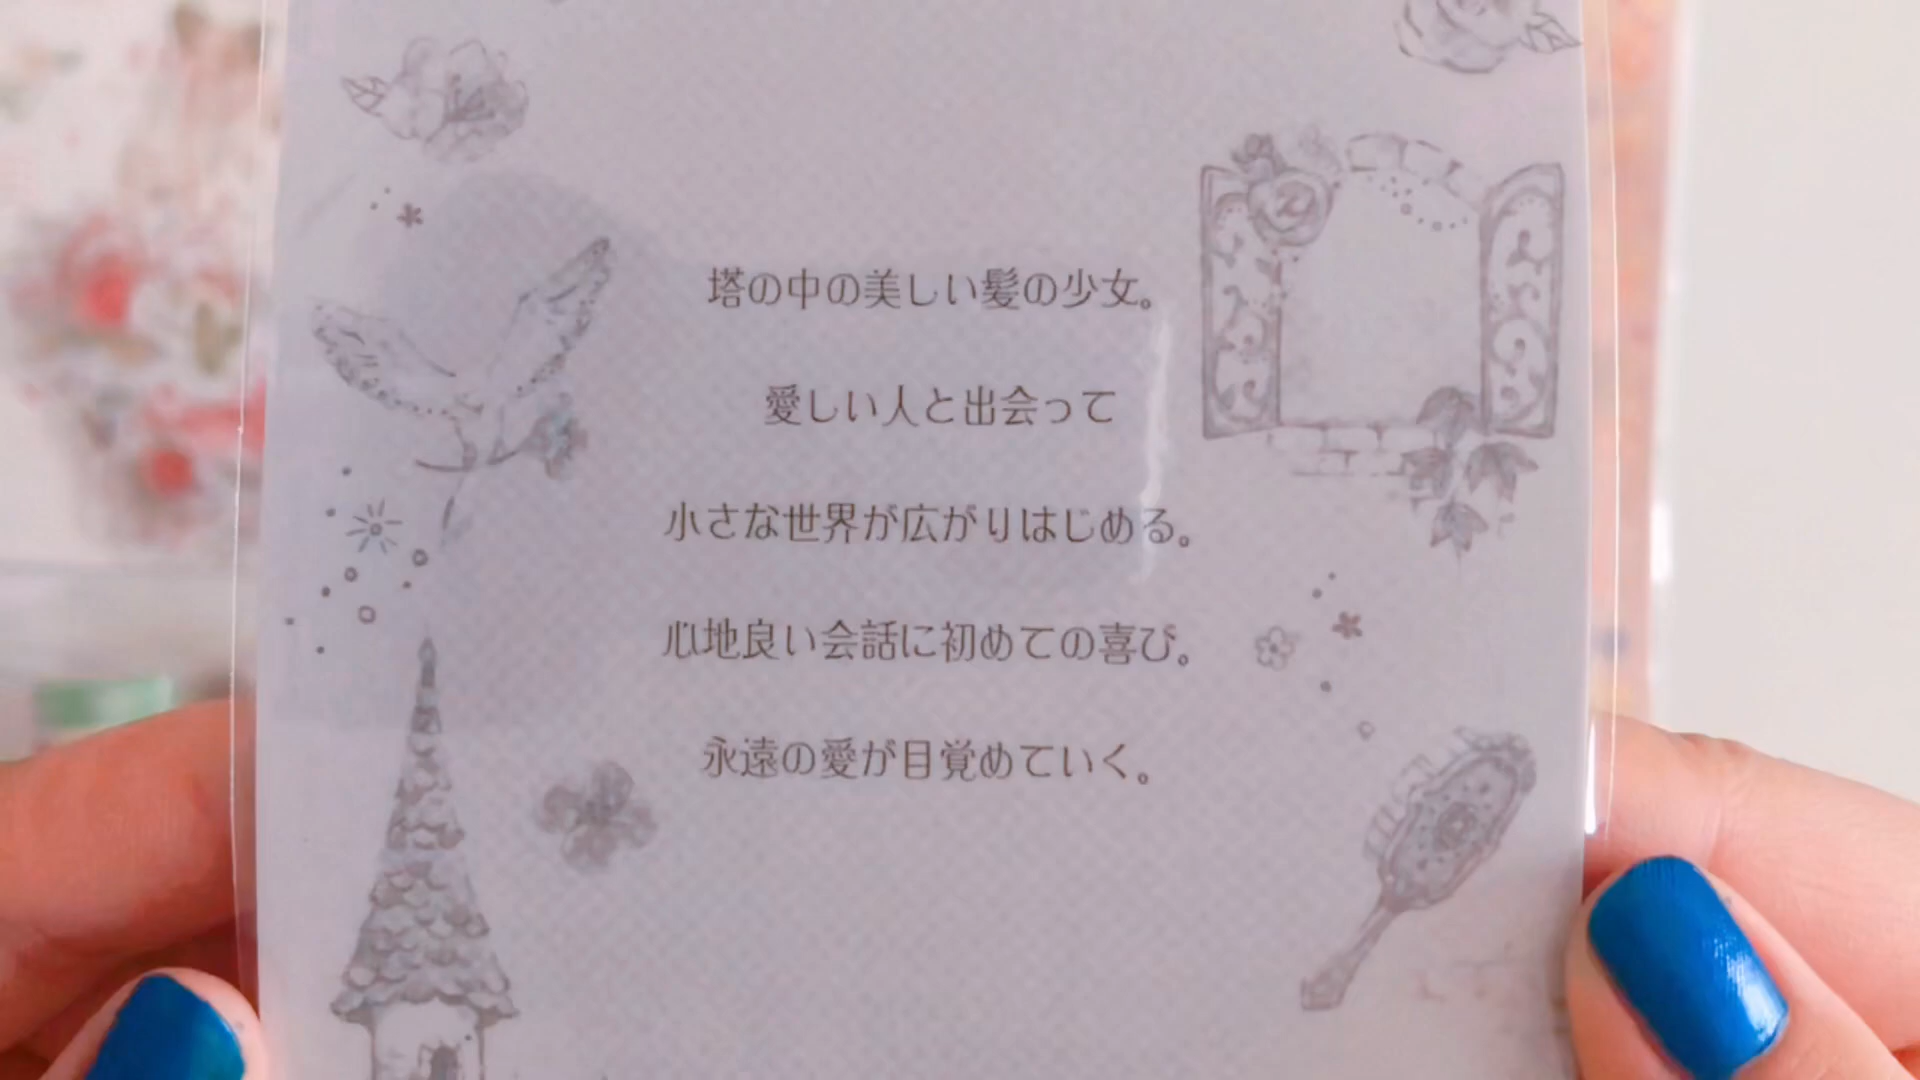 塔の中の美しい髪の少女。
愛しい人と出会って
小さな世界が広がりはじめる。
心地良い会話に初めての喜び。
永遠の愛が目覚めていく。